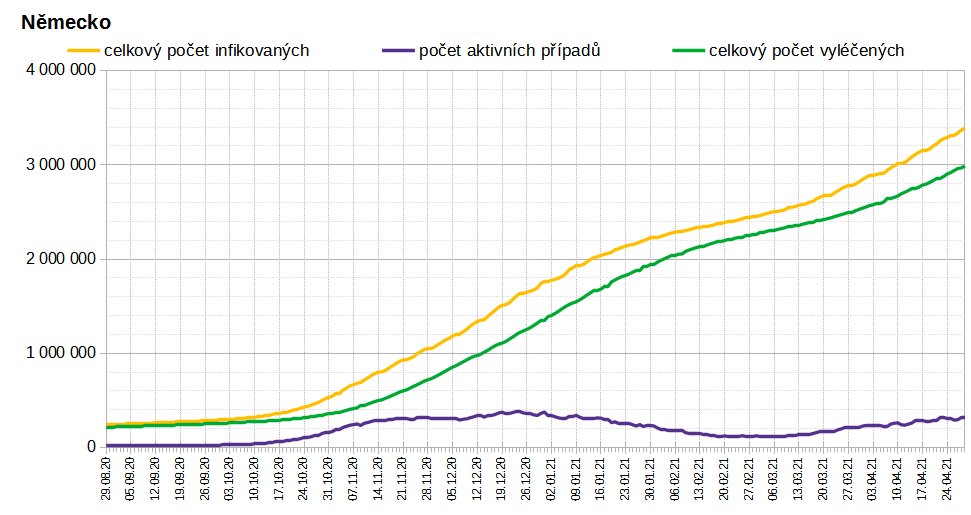 Německo
celkový počet infikovaných počet aktivních případů celkový počet vyléčených
4 000 000
3 000 000
2 000 000
1 000 000
0
29.08.20 05.09.20 12.09.20 19.09.20 26.09.20 03.10.20 10.10.20 17.10.20 24.10.20 31.10.20 07.11.20 14.11.20 21.11.20 28.11.20 05.12.20 12.12.20 19.12.20 26.12.20 02.01.21 09.01.21 16.01.21 23.01.21 30.01.21 06.02.21 13.02.21 20.02.21 27.02.21 06.03.21 13.03.21 20.03.21 27.03.21 03.04.21 10.04.21 17.04.21 24.04.21